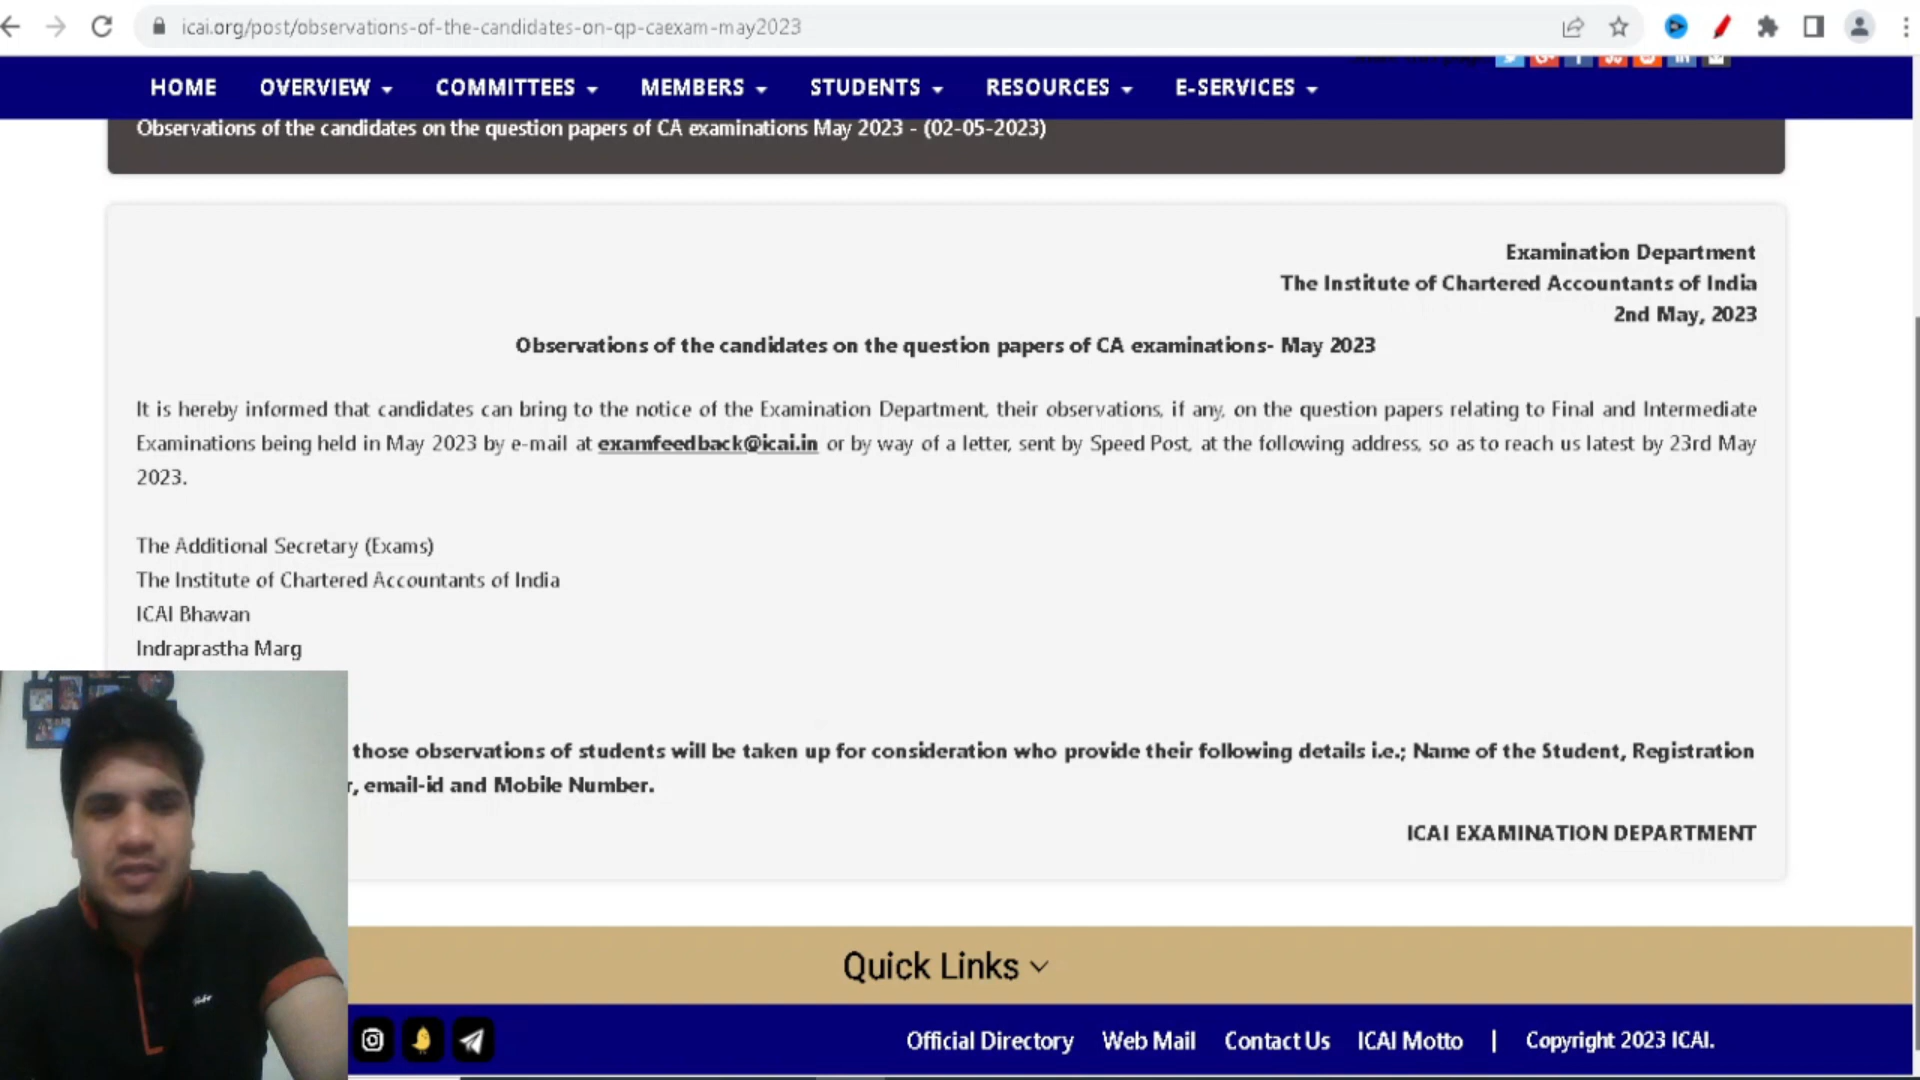 icai.org/post/observations-of-the-candidates-on-qp-caexam-may2023
HOME OVERVIEW COMMITTEES MEMBERS STUDENTS RESOURCES E-SERVICES
Observations of the candidates on the question papers of CA examinations May 2023 - (02-05-2023)
Examination Department
The Institute of Chartered Accountants of India
2nd May, 2023
Observations of the candidates on the question papers of CA examinations- May 2023
It is hereby informed that candidates can bring to the notice of the Examination Department, their observations, if any, on the question papers relating to Final and Intermediate
Examinations being held in May 2023 by e-mail at examfeedback@icai.in or by way of a letter, sent by Speed Post, at the following address, so as to reach us latest by 23rd May
2023.
The Additional Secretary (Exams)
The Institute of Chartered Accountants of India
ICAI Bhawan
Indraprastha Marg
those observations of students will be taken up for consideration who provide their following details i.e.; Name of the Student, Registration
r, email-id and Mobile Number.
ICAI EXAMINATION DEPARTMENT
Quick Links
Official Directory Web Mail Contact Us ICAI Motto | Copyright 2023 ICAI.